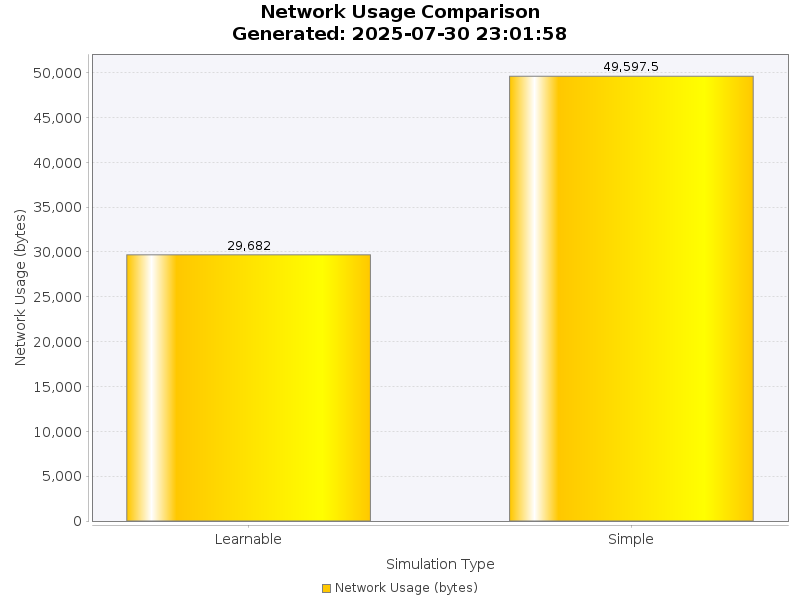 Network Usage Comparison
Generated: 2025-07-30 23:01:58
Network Usage (bytes)
50,000
45,000
40,000
35,000
30,000
25,000
20,000
15,000
10,000
5,000
0
29,682
49,597.5
Learnable
Simple
Simulation Type
Network Usage (bytes)